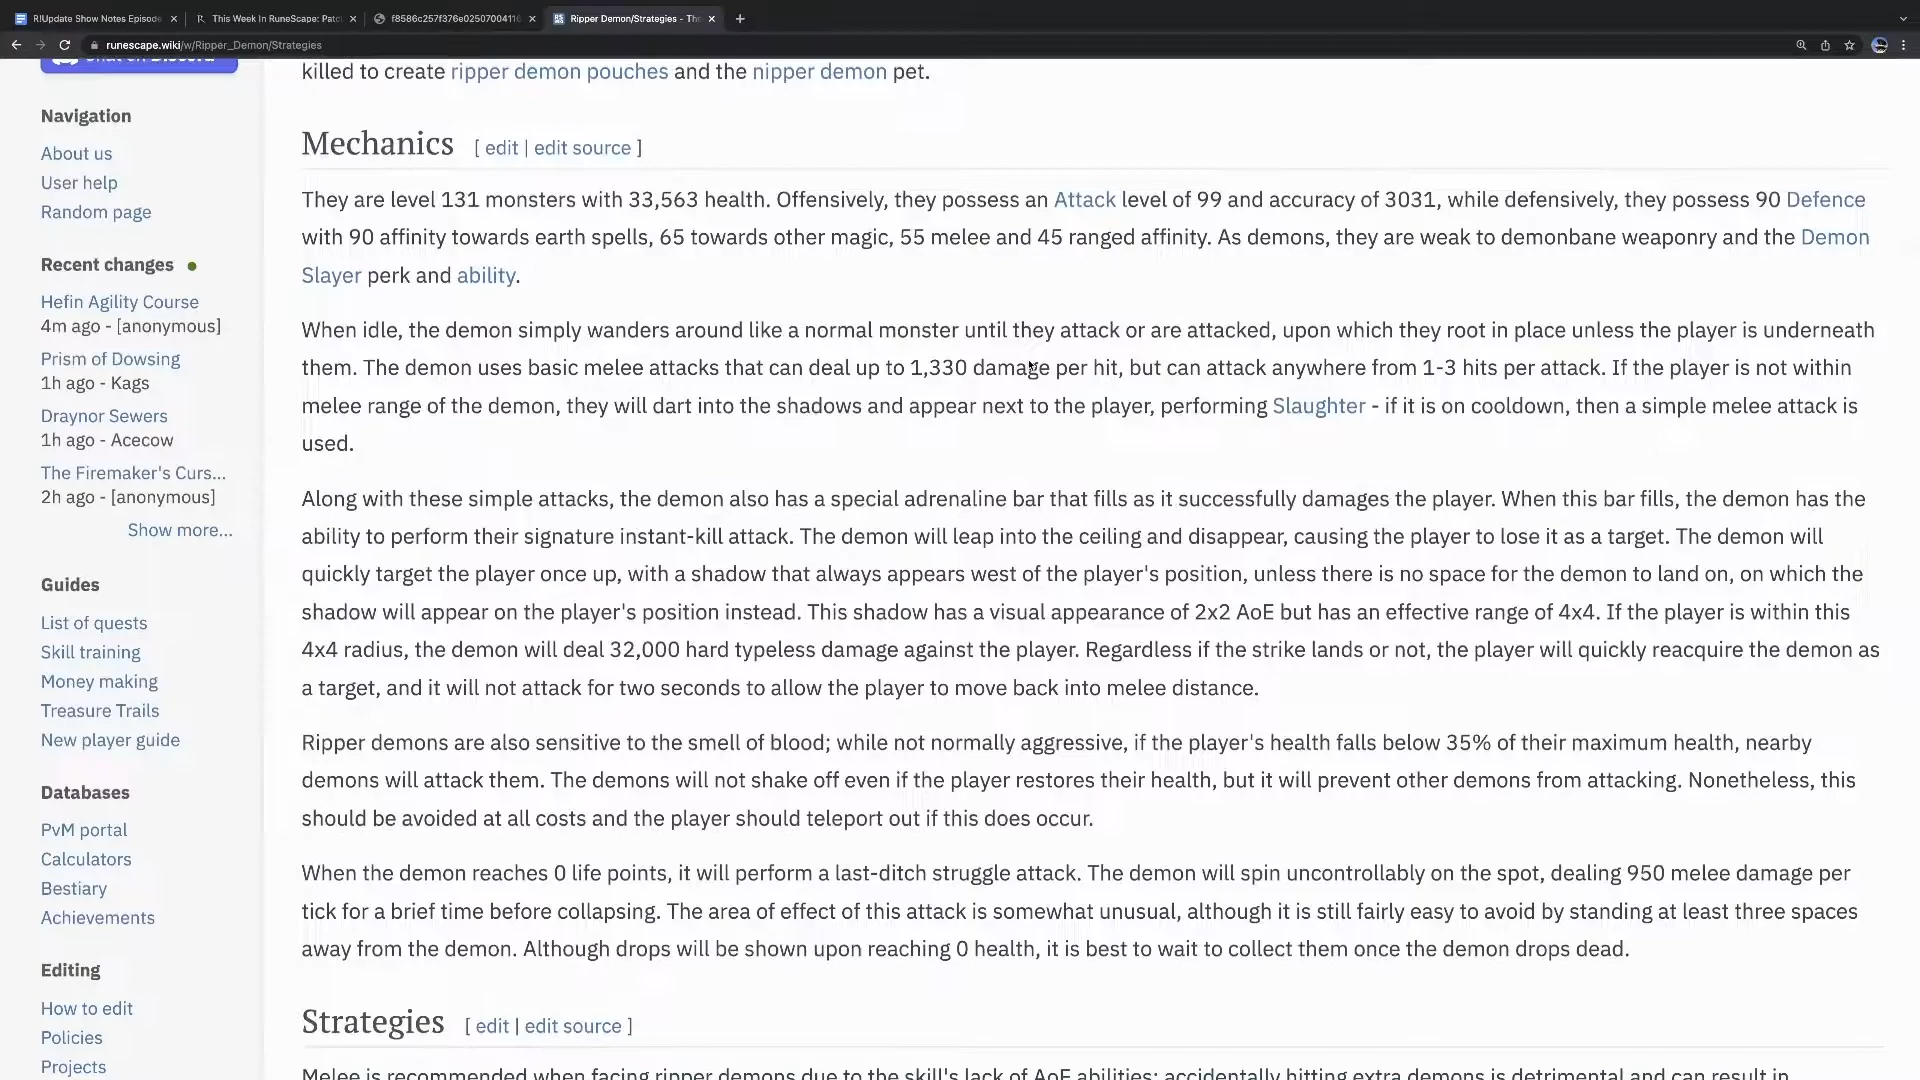 R!Update Show Notes Episode
This Week In RuneScape: Patc
f8586c257f376e02507004116
Ripper Demon/Strategies - The
runescape.wiki/w/Ripper_Demon/Strategies
Chat on Discord
Navigation
About us
User help
Random page
Recent changes
Hefin Agility Course
4m ago - [anonymous]
Prism of Dowsing
1h ago - Kags
Draynor Sewers
1h ago - Acecow
The Firemaker's Curs...
2h ago - [anonymous]
Show more...
Guides
List of quests
Skill training
Money making
Treasure Trails
New player guide
Databases
PvM portal
Calculators
Bestiary
Achievements
Editing
How to edit
Policies
Projects
killed to create ripper demon pouches and the nipper demon pet.
Mechanics [ edit | edit source ]
They are level 131 monsters with 33,563 health. Offensively, they possess an Attack level of 99 and accuracy of 3031, while defensively, they possess 90 Defence
with 90 affinity towards earth spells, 65 towards other magic, 55 melee and 45 ranged affinity. As demons, they are weak to demonbane weaponry and the Demon
Slayer perk and ability.
When idle, the demon simply wanders around like a normal monster until they attack or are attacked, upon which they root in place unless the player is underneath
them. The demon uses basic melee attacks that can deal up to 1,330 damage per hit, but can attack anywhere from 1-3 hits per attack. If the player is not within
melee range of the demon, they will dart into the shadows and appear next to the player, performing Slaughter - if it is on cooldown, then a simple melee attack is
used.
Along with these simple attacks, the demon also has a special adrenaline bar that fills as it successfully damages the player. When this bar fills, the demon has the
ability to perform their signature instant-kill attack. The demon will leap into the ceiling and disappear, causing the player to lose it as a target. The demon will
quickly target the player once up, with a shadow that always appears west of the player's position, unless there is no space for the demon to land on, on which the
shadow will appear on the player's position instead. This shadow has a visual appearance of 2x2 AoE but has an effective range of 4x4. If the player is within this
4x4 radius, the demon will deal 32,000 hard typeless damage against the player. Regardless if the strike lands or not, the player will quickly reacquire the demon as
a target, and it will not attack for two seconds to allow the player to move back into melee distance.
Ripper demons are also sensitive to the smell of blood; while not normally aggressive, if the player's health falls below 35% of their maximum health, nearby
demons will attack them. The demons will not shake off even if the player restores their health, but it will prevent other demons from attacking. Nonetheless, this
should be avoided at all costs and the player should teleport out if this does occur.
When the demon reaches 0 life points, it will perform a last-ditch struggle attack. The demon will spin uncontrollably on the spot, dealing 950 melee damage per
tick for a brief time before collapsing. The area of effect of this attack is somewhat unusual, although it is still fairly easy to avoid by standing at least three spaces
away from the demon. Although drops will be shown upon reaching 0 health, it is best to wait to collect them once the demon drops dead.
Strategies [ edit | edit source ]
Melee is recommended when facing ripper demons due to the skill's lack of AoE abilities; accidentally hitting extra demons is detrimental and can result in